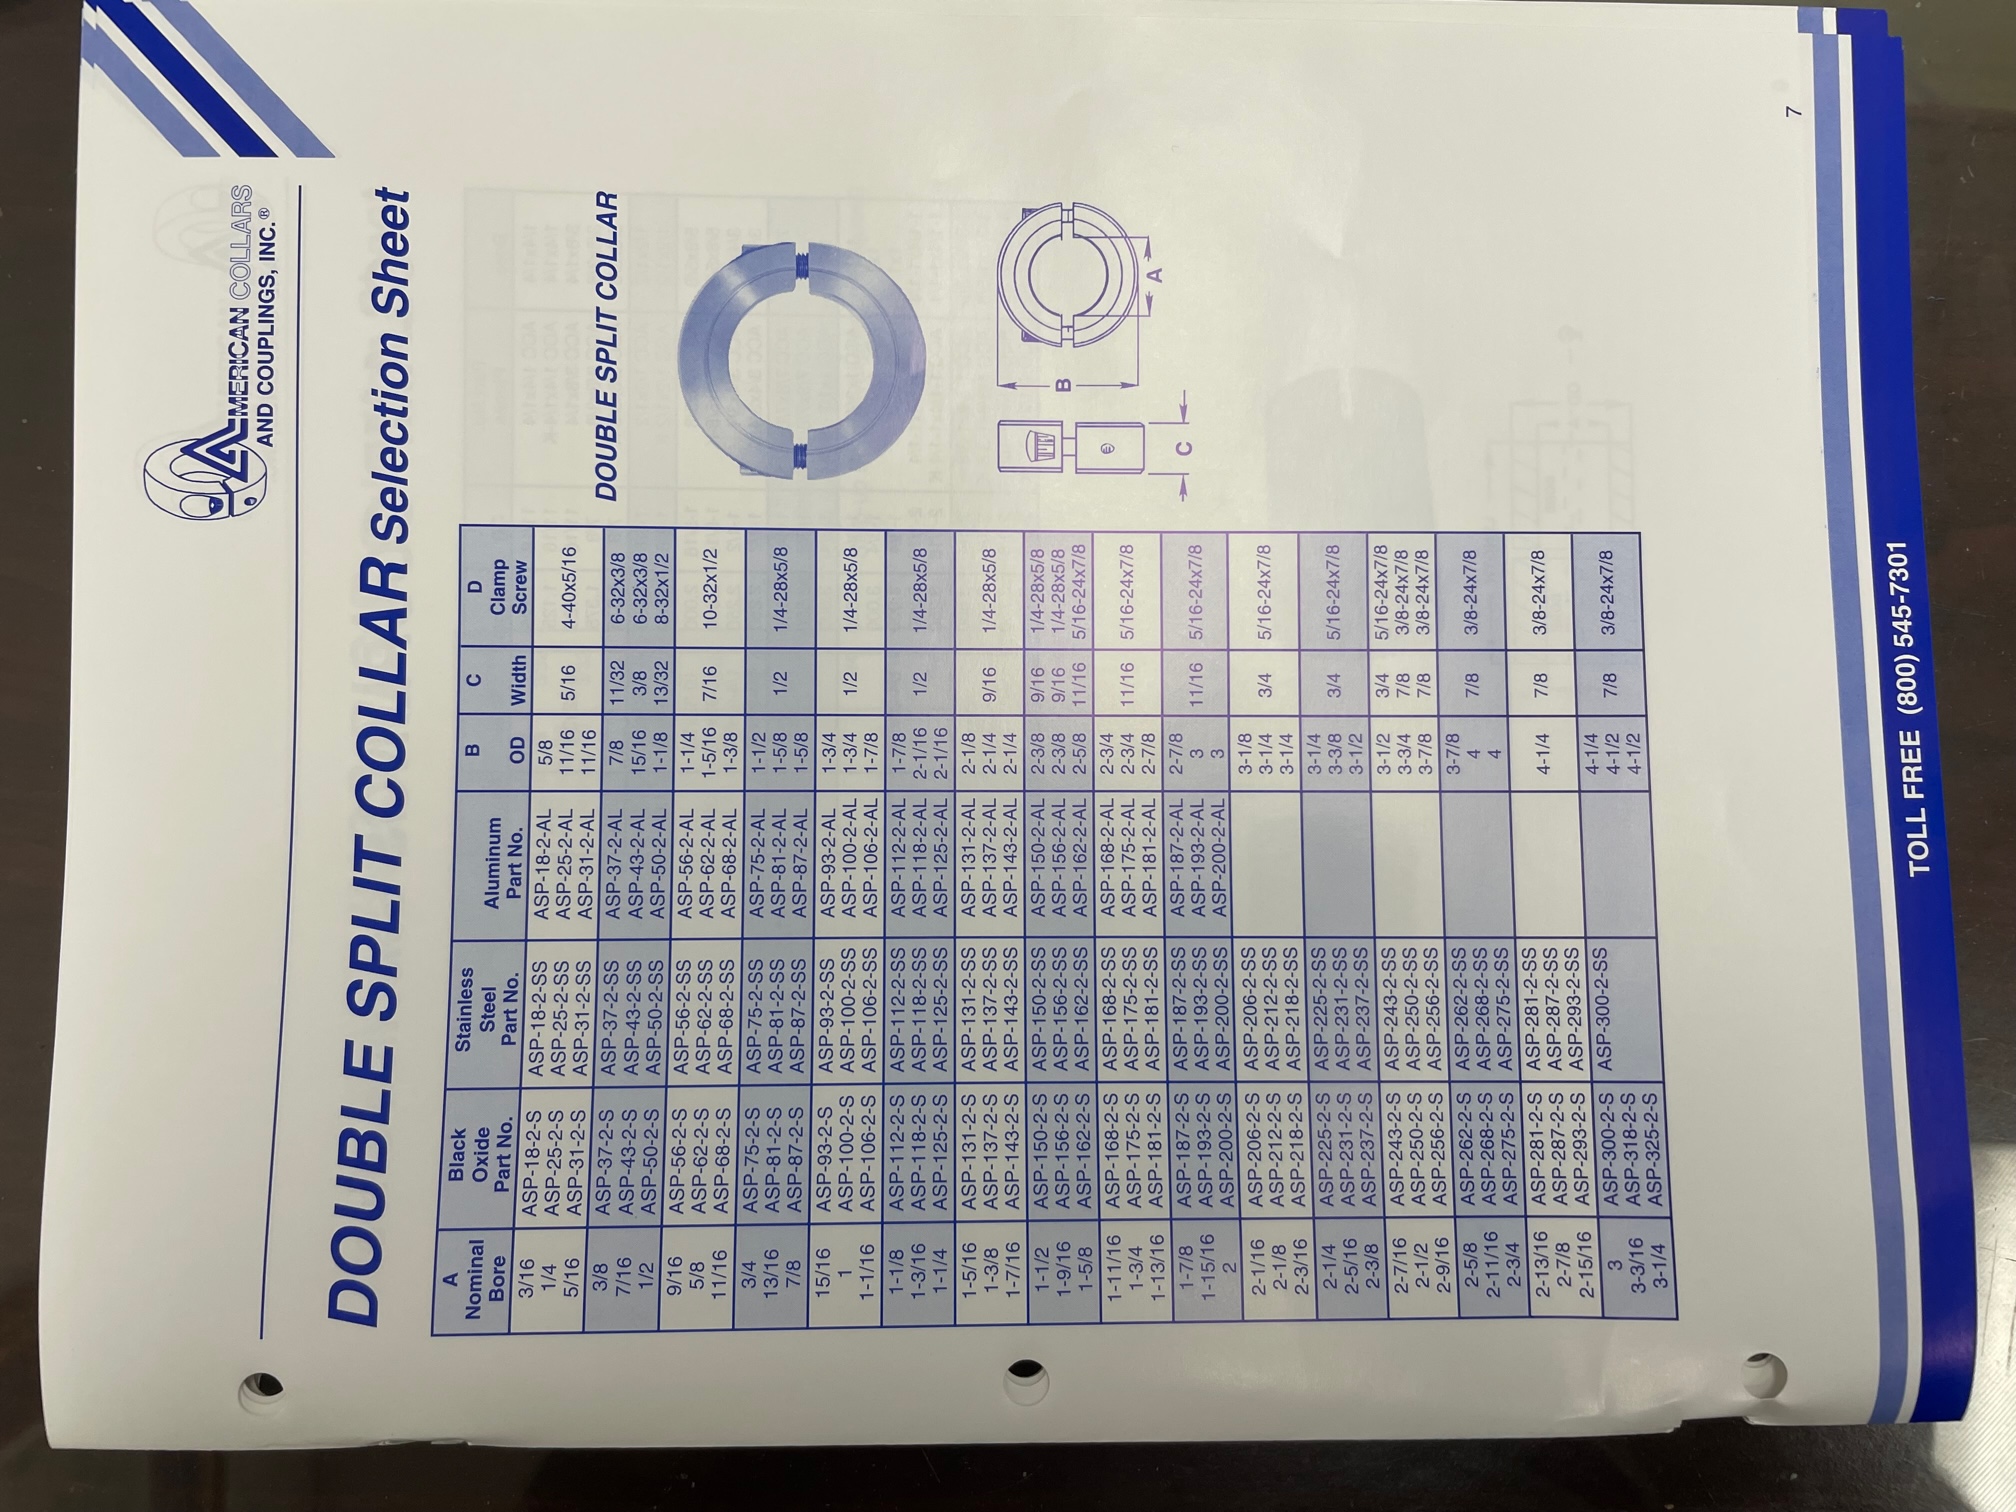 AMERICAN COLLARS
AND COUPLINGS, INC.®
DOUBLE SPLIT COLLAR Selection Sheet
A Nominal Bore | Black Oxide Part No. | Stainless Steel Part No. | Aluminum Part No. | B OD | C Width | D Clamp Screw
3/16 ASP-18-2-S ASP-18-2-SS ASP-18-2-AL 5/8
1/4 ASP-25-2-S ASP-25-2-SS ASP-25-2-AL 11/16 5/16 4-40x5/16
5/16 ASP-31-2-S ASP-31-2-SS ASP-31-2-AL 11/16
3/8 ASP-37-2-S ASP-37-2-SS ASP-37-2-AL 7/8 11/32 6-32x3/8
7/16 ASP-43-2-S ASP-43-2-SS ASP-43-2-AL 15/16 3/8 6-32x3/8
1/2 ASP-50-2-S ASP-50-2-SS ASP-50-2-AL 1-1/8 13/32 8-32x1/2
9/16 ASP-56-2-S ASP-56-2-SS ASP-56-2-AL 1-1/4
5/8 ASP-62-2-S ASP-62-2-SS ASP-62-2-AL 1-5/16 7/16 10-32x1/2
11/16 ASP-68-2-S ASP-68-2-SS ASP-68-2-AL 1-3/8
3/4 ASP-75-2-S ASP-75-2-SS ASP-75-2-AL 1-1/2
13/16 ASP-81-2-S ASP-81-2-SS ASP-81-2-AL 1-5/8 1/2 1/4-28x5/8
7/8 ASP-87-2-S ASP-87-2-SS ASP-87-2-AL 1-5/8
15/16 ASP-93-2-S ASP-93-2-SS ASP-93-2-AL 1-3/4
1 ASP-100-2-S ASP-100-2-SS ASP-100-2-AL 1-3/4 1/2 1/4-28x5/8
1-1/16 ASP-106-2-S ASP-106-2-SS ASP-106-2-AL 1-7/8
1-1/8 ASP-112-2-S ASP-112-2-SS ASP-112-2-AL 1-7/8
1-3/16 ASP-118-2-S ASP-118-2-SS ASP-118-2-AL 2-1/16 1/2 1/4-28x5/8
1-1/4 ASP-125-2-S ASP-125-2-SS ASP-125-2-AL 2-1/16
1-5/16 ASP-131-2-S ASP-131-2-SS ASP-131-2-AL 2-1/8
1-3/8 ASP-137-2-S ASP-137-2-SS ASP-137-2-AL 2-1/4 9/16 1/4-28x5/8
1-7/16 ASP-143-2-S ASP-143-2-SS ASP-143-2-AL 2-1/4
1-1/2 ASP-150-2-S ASP-150-2-SS ASP-150-2-AL 2-3/8 9/16 1/4-28x5/8
1-9/16 ASP-156-2-S ASP-156-2-SS ASP-156-2-AL 2-3/8 9/16 1/4-28x5/8
1-5/8 ASP-162-2-S ASP-162-2-SS ASP-162-2-AL 2-5/8 11/16 5/16-24x7/8
1-11/16 ASP-168-2-S ASP-168-2-SS ASP-168-2-AL 2-3/4
1-3/4 ASP-175-2-S ASP-175-2-SS ASP-175-2-AL 2-3/4 11/16 5/16-24x7/8
1-13/16 ASP-181-2-S ASP-181-2-SS ASP-181-2-AL 2-7/8
1-7/8 ASP-187-2-S ASP-187-2-SS ASP-187-2-AL 2-7/8
1-15/16 ASP-193-2-S ASP-193-2-SS ASP-193-2-AL 3 11/16 5/16-24x7/8
2 ASP-200-2-S ASP-200-2-SS ASP-200-2-AL 3
2-1/16 ASP-206-2-S ASP-206-2-SS 3-1/8
2-1/8 ASP-212-2-S ASP-212-2-SS 3-1/4 3/4 5/16-24x7/8
2-3/16 ASP-218-2-S ASP-218-2-SS 3-1/4
2-1/4 ASP-225-2-S ASP-225-2-SS 3-1/4
2-5/16 ASP-231-2-S ASP-231-2-SS 3-3/8 3/4 5/16-24x7/8
2-3/8 ASP-237-2-S ASP-237-2-SS 3-1/2
2-7/16 ASP-243-2-S ASP-243-2-SS 3-1/2 3/4 5/16-24x7/8
2-1/2 ASP-250-2-S ASP-250-2-SS 3-3/4 7/8 3/8-24x7/8
2-9/16 ASP-256-2-S ASP-256-2-SS 3-7/8 7/8 3/8-24x7/8
2-5/8 ASP-262-2-S ASP-262-2-SS 3-7/8
2-11/16 ASP-268-2-S ASP-268-2-SS 4 7/8 3/8-24x7/8
2-3/4 ASP-275-2-S ASP-275-2-SS 4
2-13/16 ASP-281-2-S ASP-281-2-SS
2-7/8 ASP-287-2-S ASP-287-2-SS 4-1/4 7/8 3/8-24x7/8
2-15/16 ASP-293-2-S ASP-293-2-SS
3 ASP-300-2-S ASP-300-2-SS 4-1/4
3-3/16 ASP-318-2-S 4-1/2 7/8 3/8-24x7/8
3-1/4 ASP-325-2-S 4-1/2
DOUBLE SPLIT COLLAR
B
A
C
7
TOLL FREE (800) 545-7301